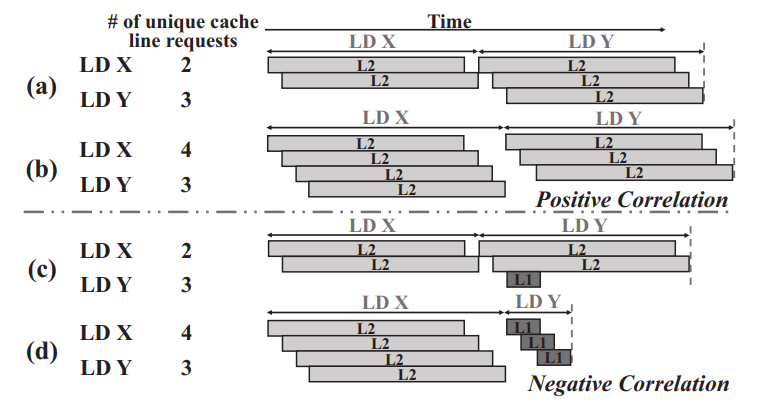 # of unique cache line requests
Time
(a)
LD X 2
LD Y 3
LD X
LD Y
L2
L2
L2
L2
L2
(b)
LD X 4
LD Y 3
LD X
LD Y
L2
L2
L2
L2
L2
L2
L2
Positive Correlation
(c)
LD X 2
LD Y 3
LD X
LD Y
L2
L2
L2
L2
L1
(d)
LD X 4
LD Y 3
LD X
LD Y
L2
L2
L2
L2
L1
L1
L1
Negative Correlation